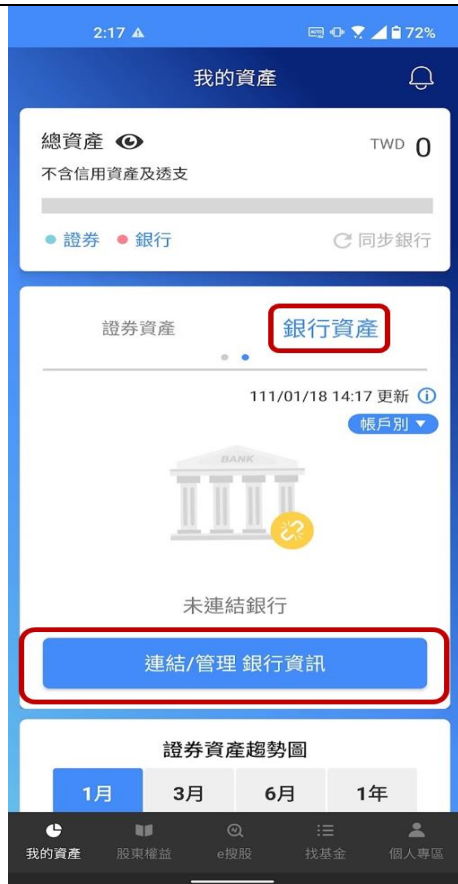 2:17 72%
我的資產
總資產 TWD 0
不含信用資產及透支
證券 銀行 同步銀行
證券資產 銀行資產
111/01/18 14:17 更新
帳戶別
BANK
未連結銀行
連結/管理 銀行資訊
證券資產趨勢圖
1月 3月 6月 1年
我的資產 股東權益 e搜股 找基金 個人專區